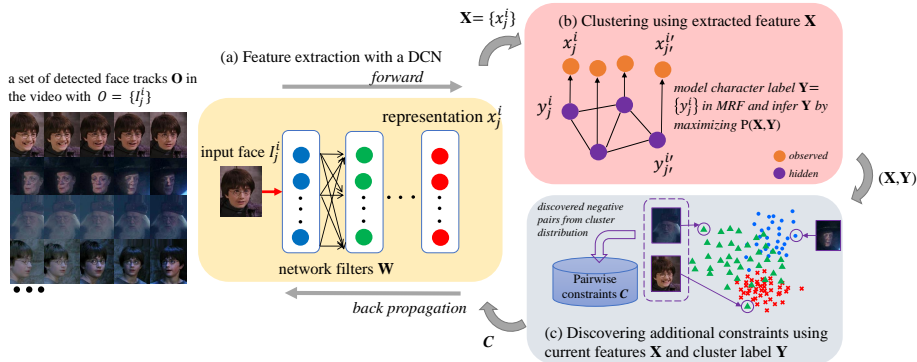 a set of detected face tracks O in
the video with O = {I_j^i}
(a) Feature extraction with a DCN
forward
representation x_j^i
input face I_j^i
network filters W
back propagation
X= {x_j^i}
(b) Clustering using extracted feature X
x_j^i
x_{j′}^{i′}
y_j^i
y_{j′}^{i′}
model character label Y=
{y_j^i} in MRF and infer Y by
maximizing P(X,Y)
observed
hidden
(X,Y)
discovered negative
pairs from cluster
distribution
Pairwise
constraints C
(c) Discovering additional constraints using
current features X and cluster label Y
C